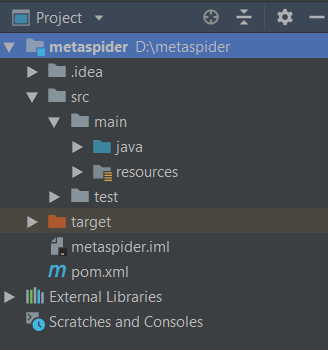 Project
metaspider D:\metaspider
.idea
src
main
java
resources
test
target
metaspider.iml
pom.xml
External Libraries
Scratches and Consoles